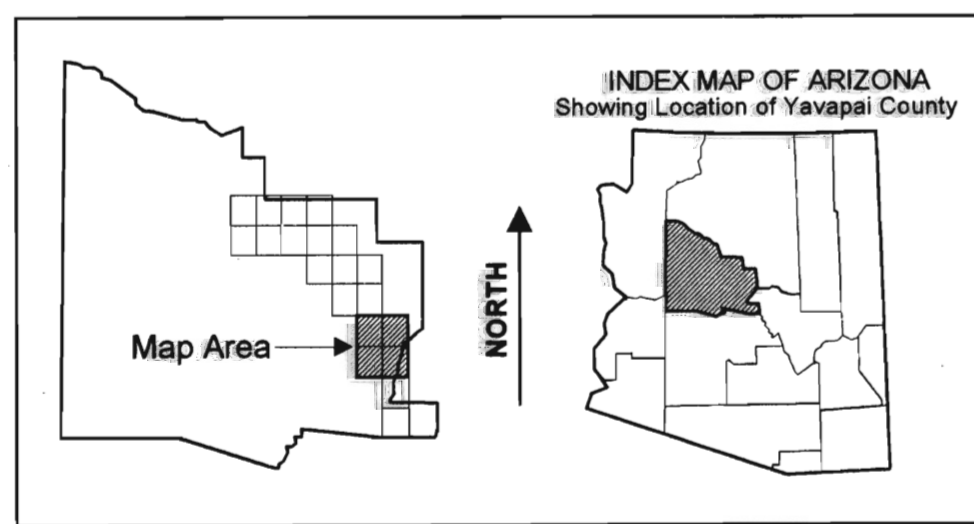 INDEX MAP OF ARIZONA
Showing Location of Yavapai County
NORTH
Map Area